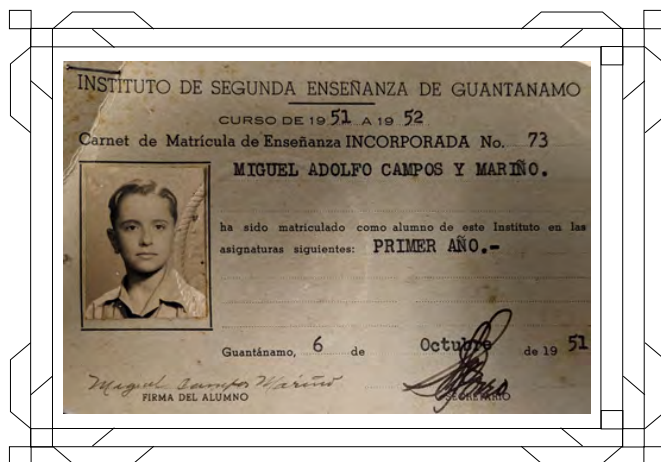 INSTITUTO DE SEGUNDA ENSEÑANZA DE GUANTANAMO
CURSO DE 1951 A 1952
Carnet de Matrícula de Enseñanza INCORPORADA No. 73
MIGUEL ADOLFO CAMPOS Y MARIÑO.
ha sido matriculado como alumno de este Instituto en las
asignaturas siguientes: PRIMER AÑO.-
Guantánamo, 6 de Octubre de 1951
Miguel Campos Mariño
FIRMA DEL ALUMNO
SECRETARIO